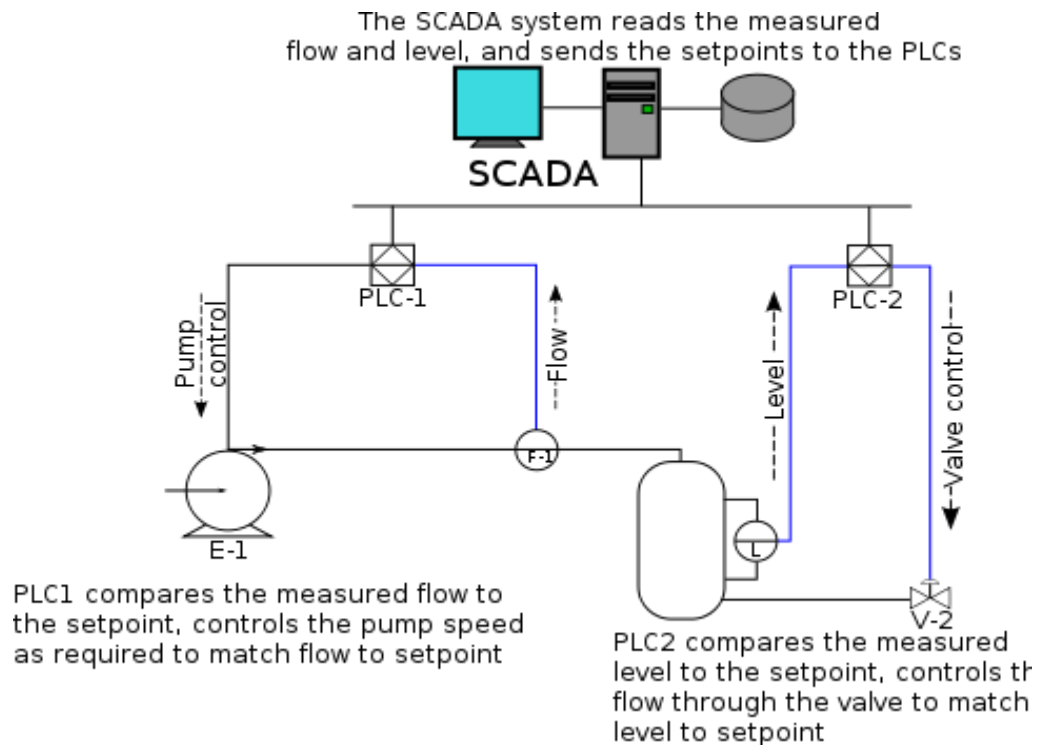 The SCADA system reads the measured
flow and level, and sends the setpoints to the PLCs
SCADA
PLC-1
PLC-2
Pump
control
Flow
Level
Valve control
F-1
E-1
L
V-2
PLC1 compares the measured flow to
the setpoint, controls the pump speed
as required to match flow to setpoint
PLC2 compares the measured
level to the setpoint, controls th
flow through the valve to match
level to setpoint